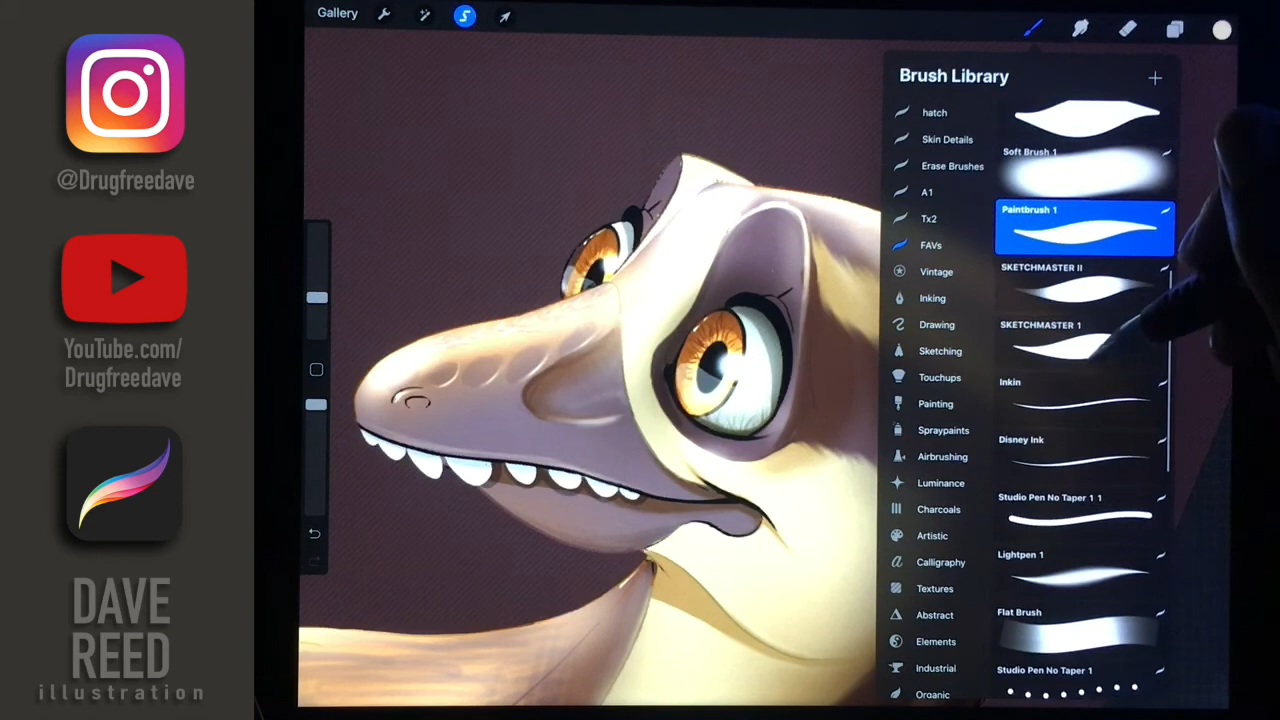 @Drugfreedave
YouTube.com/
Drugfreedave
DAVE
REED
illustration
Gallery
Brush Library
hatch
Skin Details
Erase Brushes
A1
Tx2
FAVs
Vintage
Inking
Drawing
Sketching
Touchups
Painting
Spraypaints
Airbrushing
Luminance
Charcoals
Artistic
Calligraphy
Textures
Abstract
Elements
Industrial
Organic
Soft Brush 1
Paintbrush 1
SKETCHMASTER II
SKETCHMASTER 1
Inkin
Disney Ink
Studio Pen No Taper 1 1
Lightpen 1
Flat Brush
Studio Pen No Taper 1